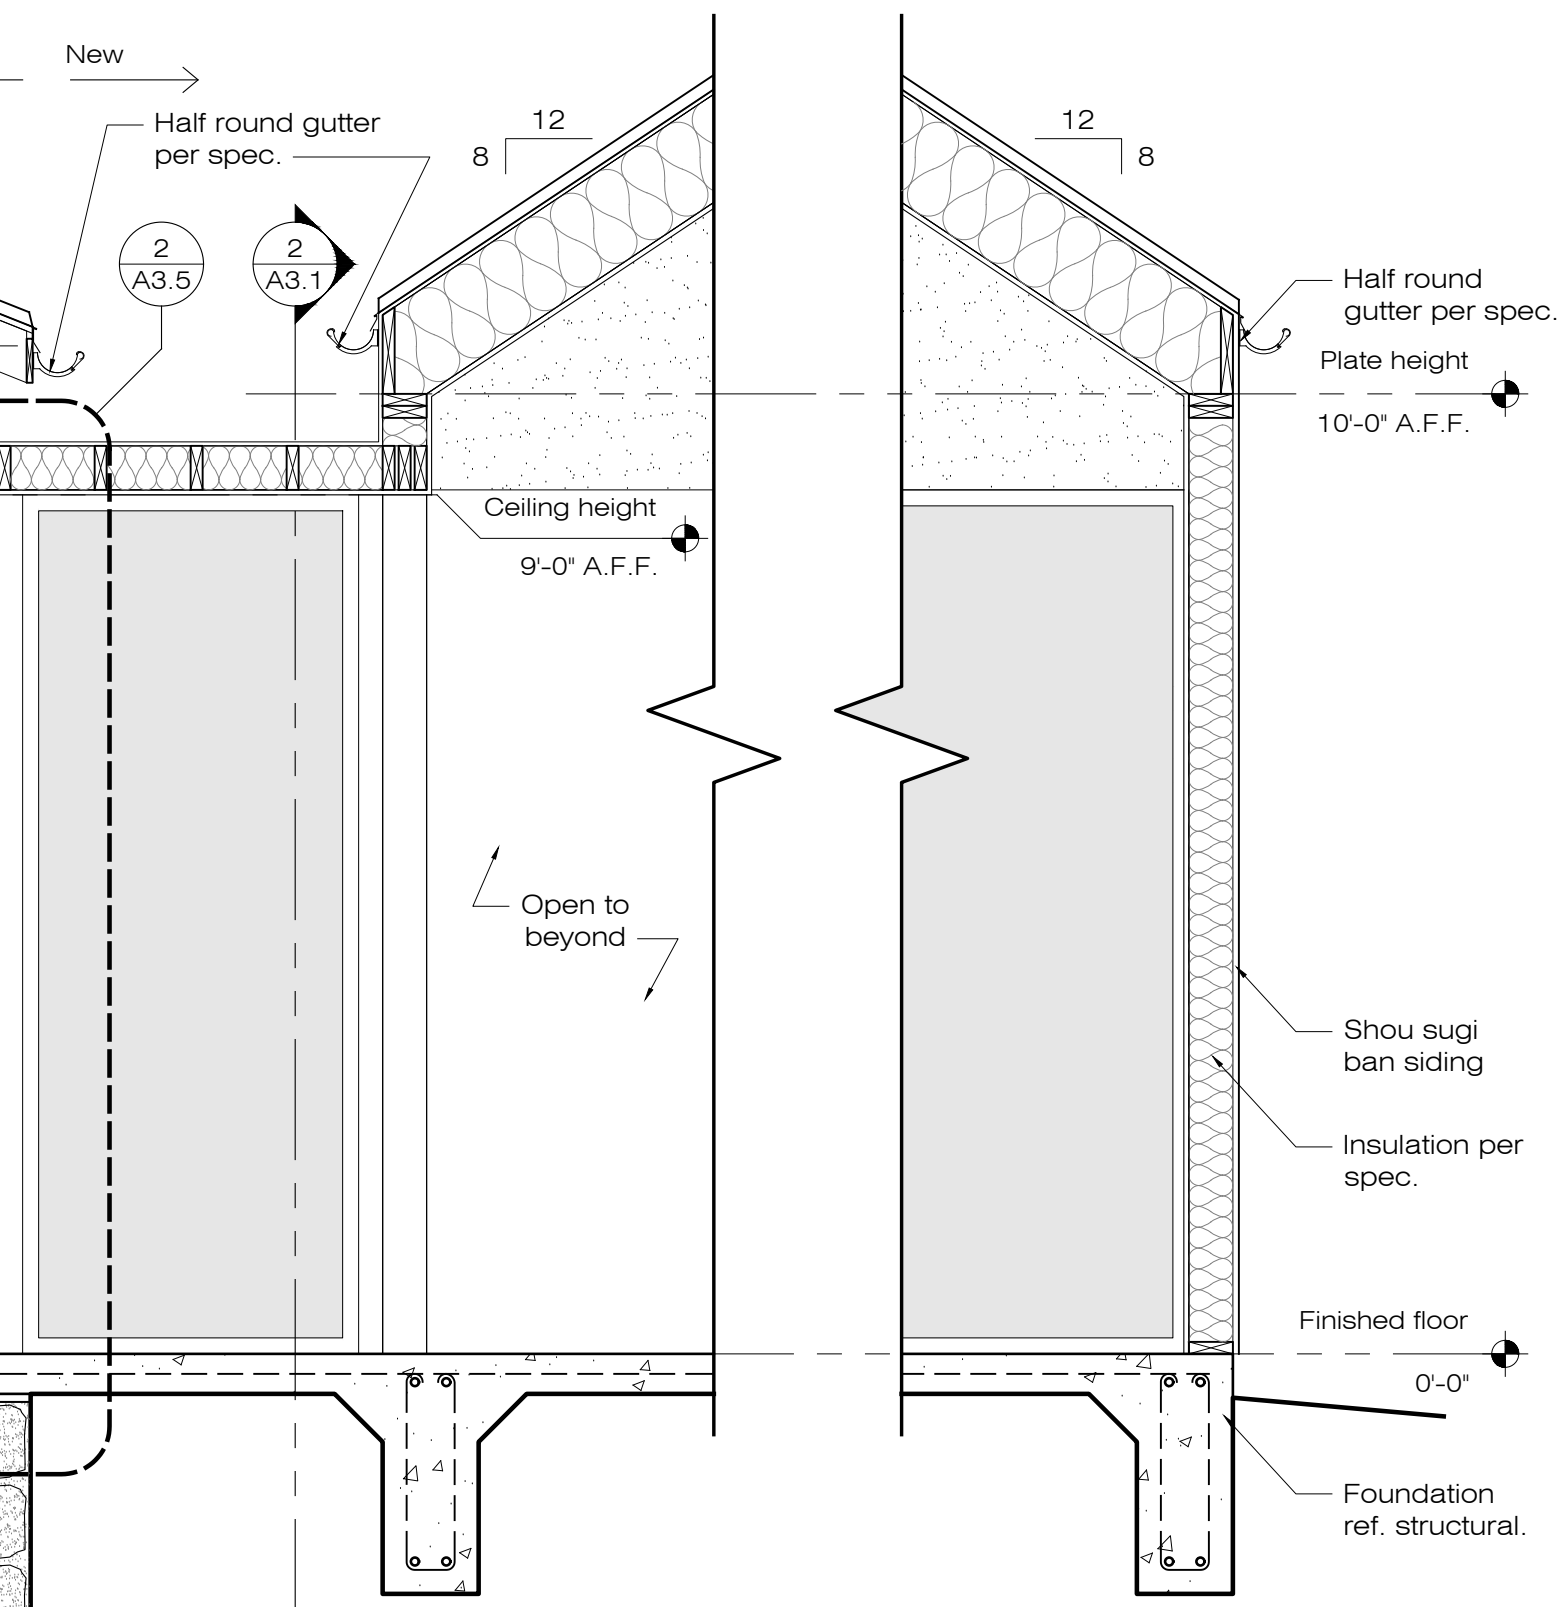 New
Half round gutter
per spec.
12
8
12
8
2
A3.5
2
A3.1
Half round
gutter per spec.
Plate height
10'-0" A.F.F.
Ceiling height
9'-0" A.F.F.
Open to
beyond
Shou sugi
ban siding
Insulation per
spec.
Finished floor
0'-0"
Foundation
ref. structural.